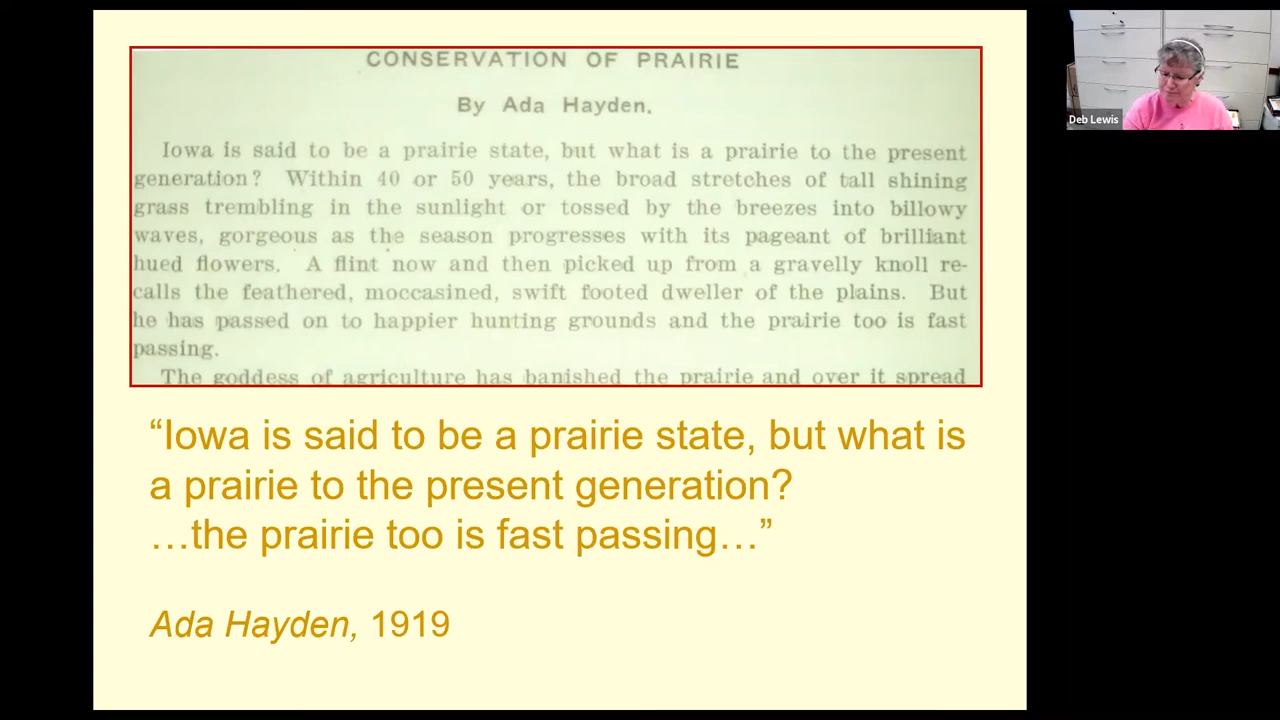 CONSERVATION OF PRAIRIE
By Ada Hayden.
Iowa is said to be a prairie state, but what is a prairie to the present
generation? Within 40 or 50 years, the broad stretches of tall shining
grass trembling in the sunlight or tossed by the breezes into billowy
waves, gorgeous as the season progresses with its pageant of brilliant
hued flowers. A flint now and then picked up from a gravelly knoll re-
calls the feathered, moccasined, swift footed dweller of the plains. But
he has passed on to happier hunting grounds and the prairie too is fast
passing.
The goddess of agriculture has banished the prairie and over it spread
“Iowa is said to be a prairie state, but what is
a prairie to the present generation?
…the prairie too is fast passing…”
Ada Hayden, 1919
Deb Lewis